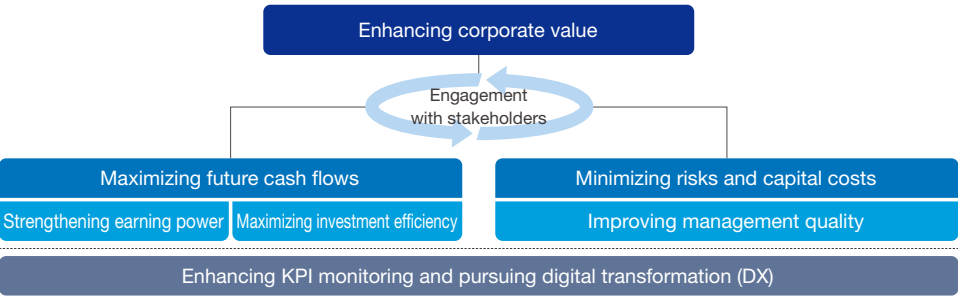 Enhancing corporate value
Engagement
with stakeholders
Maximizing future cash flows
Minimizing risks and capital costs
Strengthening earning power
Maximizing investment efficiency
Improving management quality
Enhancing KPI monitoring and pursuing digital transformation (DX)